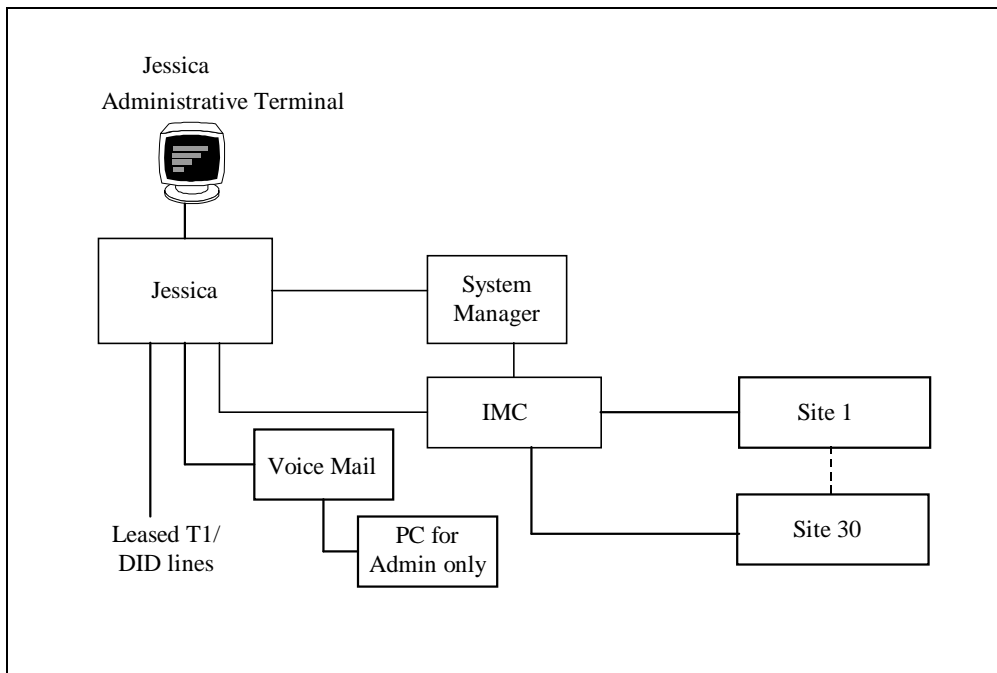 Jessica
Administrative Terminal
Jessica
System
Manager
IMC
Site 1
Voice Mail
Site 30
Leased T1/
DID lines
PC for
Admin only